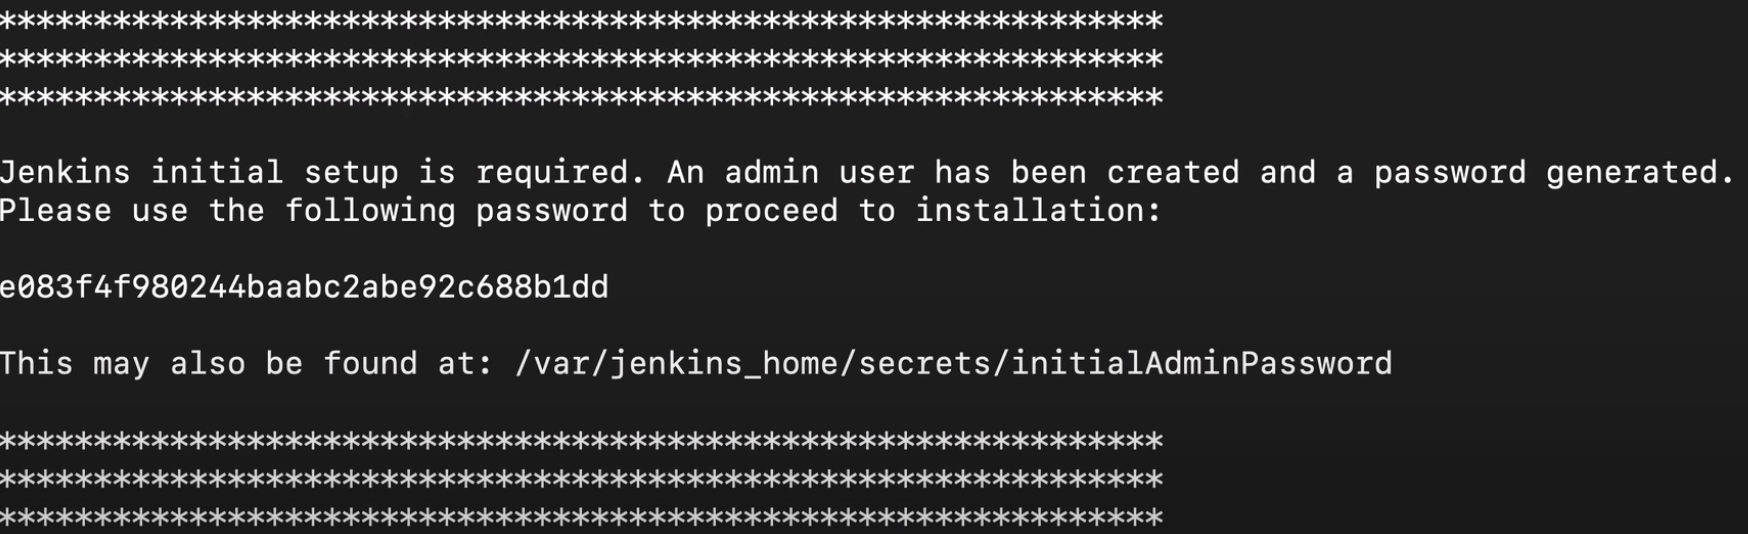 *************************************************************
*************************************************************
*************************************************************
Jenkins initial setup is required. An admin user has been created and a password generated.
Please use the following password to proceed to installation:
e083f4f980244baabc2abe92c688b1dd
This may also be found at: /var/jenkins_home/secrets/initialAdminPassword
*************************************************************
*************************************************************
*************************************************************